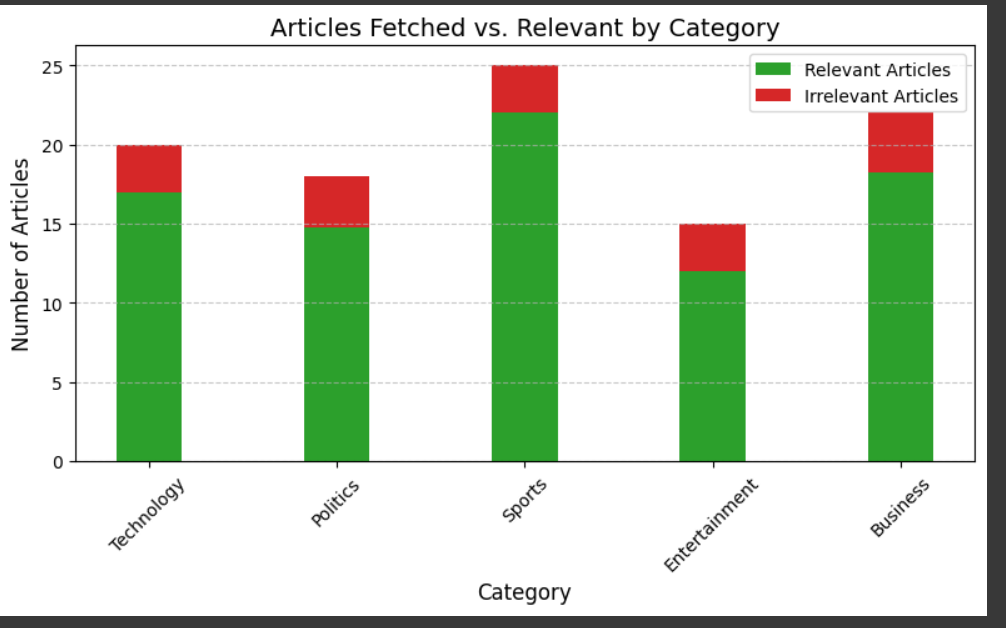 Articles Fetched vs. Relevant by Category
Relevant Articles
Irrelevant Articles
Number of Articles
25
20
15
10
5
0
Technology
Politics
Sports
Entertainment
Business
Category